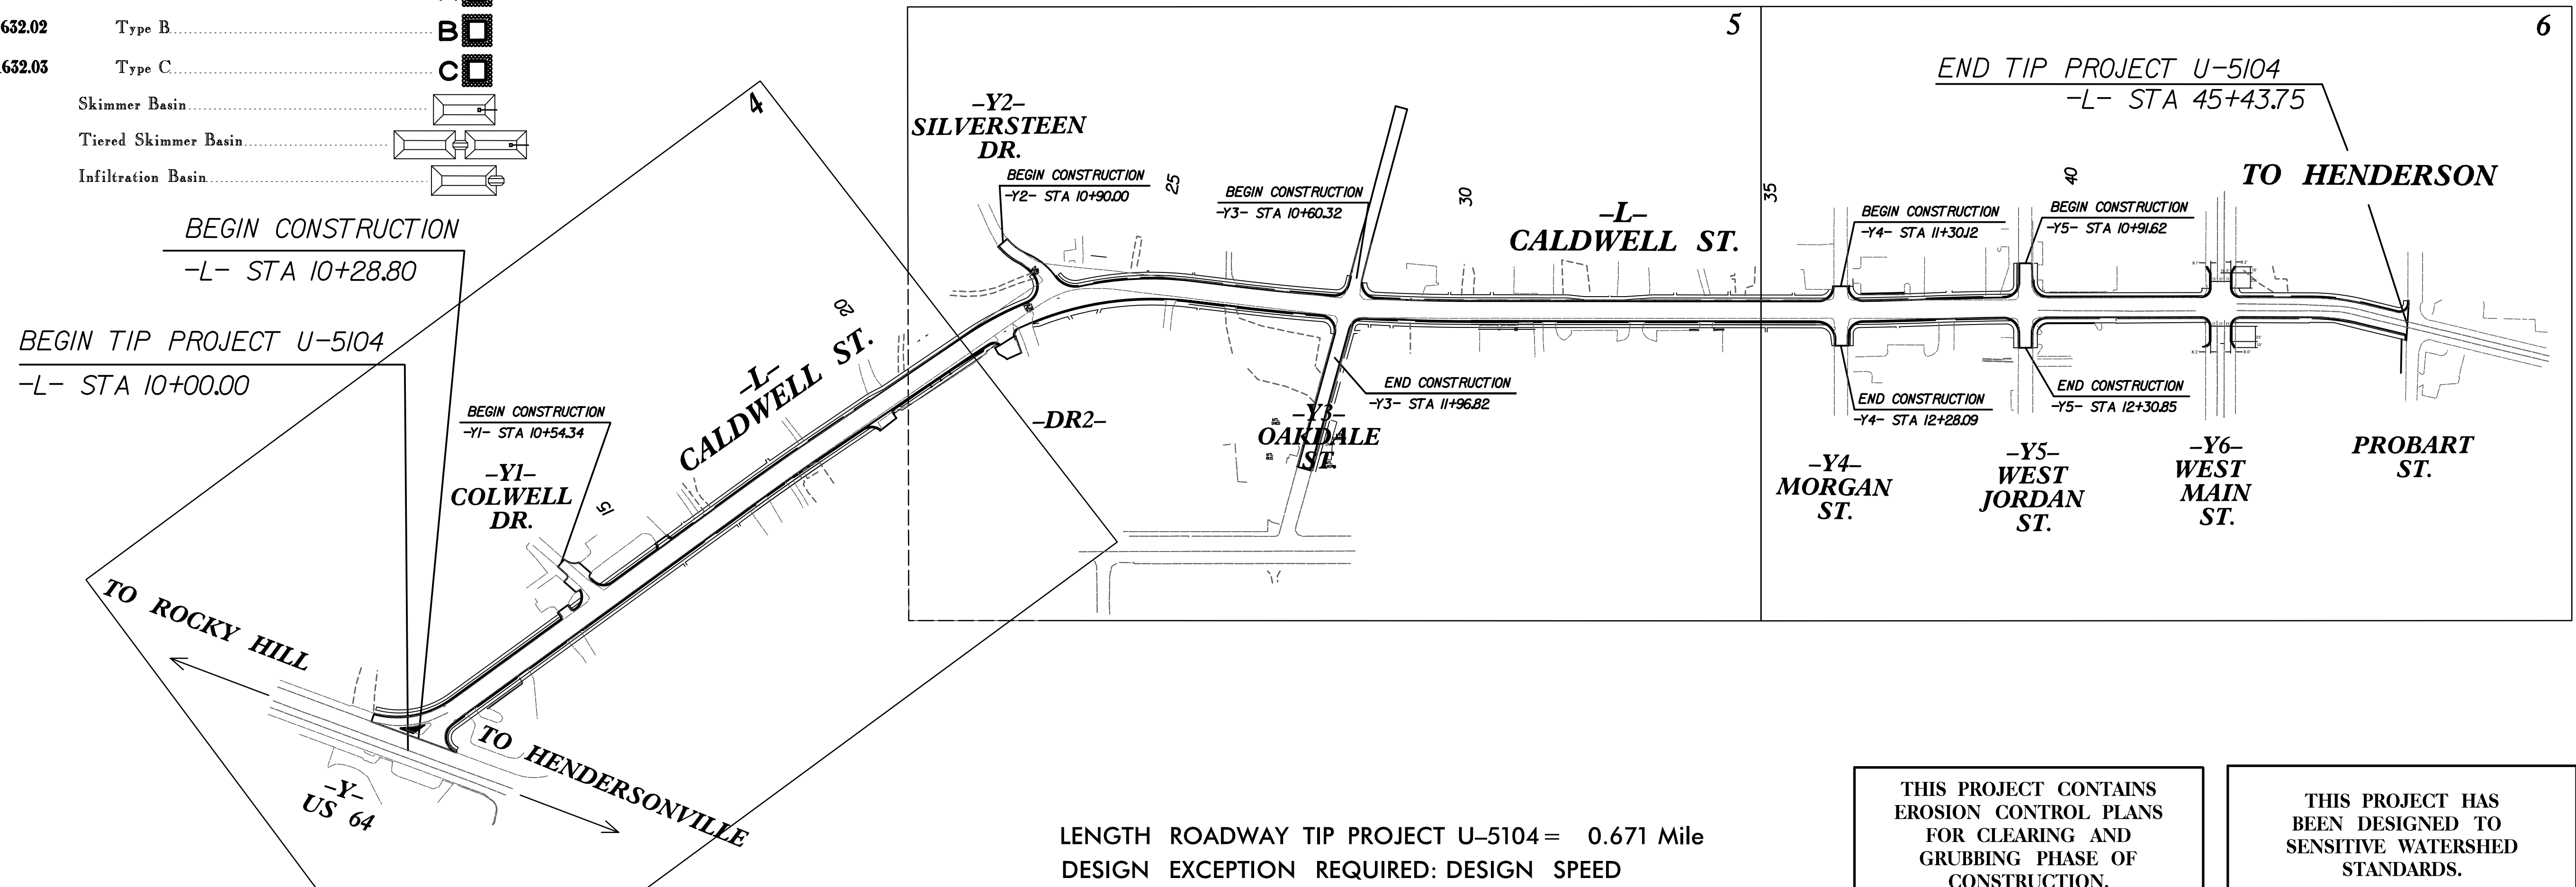 632.02 Type B B
632.03 Type C C
Skimmer Basin
Tiered Skimmer Basin
Infiltration Basin
BEGIN CONSTRUCTION
-L- STA 10+28.80
BEGIN TIP PROJECT U-5104
-L- STA 10+00.00
BEGIN CONSTRUCTION
-Y1- STA 10+54.34
-Y1-
COLWELL
DR.
15
20
4
-L-
CALDWELL ST.
TO ROCKY HILL
TO HENDERSONVILLE
-Y-
US 64
5
-Y2-
SILVERSTEEN
DR.
BEGIN CONSTRUCTION
-Y2- STA 10+90.00
25
BEGIN CONSTRUCTION
-Y3- STA 10+60.32
30
-L-
CALDWELL ST.
35
-DR2-
END CONSTRUCTION
-Y3- STA 11+96.82
-Y3-
OAKDALE
ST.
6
END TIP PROJECT U-5104
-L- STA 45+43.75
TO HENDERSON
40
BEGIN CONSTRUCTION
-Y4- STA 11+30.12
BEGIN CONSTRUCTION
-Y5- STA 10+91.62
END CONSTRUCTION
-Y4- STA 12+28.09
END CONSTRUCTION
-Y5- STA 12+30.85
-Y4-
MORGAN
ST.
-Y5-
WEST
JORDAN
ST.
-Y6-
WEST
MAIN
ST.
PROBART
ST.
LENGTH ROADWAY TIP PROJECT U-5104 = 0.671 Mile
DESIGN EXCEPTION REQUIRED: DESIGN SPEED
THIS PROJECT CONTAINS
EROSION CONTROL PLANS
FOR CLEARING AND
GRUBBING PHASE OF
CONSTRUCTION.
THIS PROJECT HAS
BEEN DESIGNED TO
SENSITIVE WATERSHED
STANDARDS.